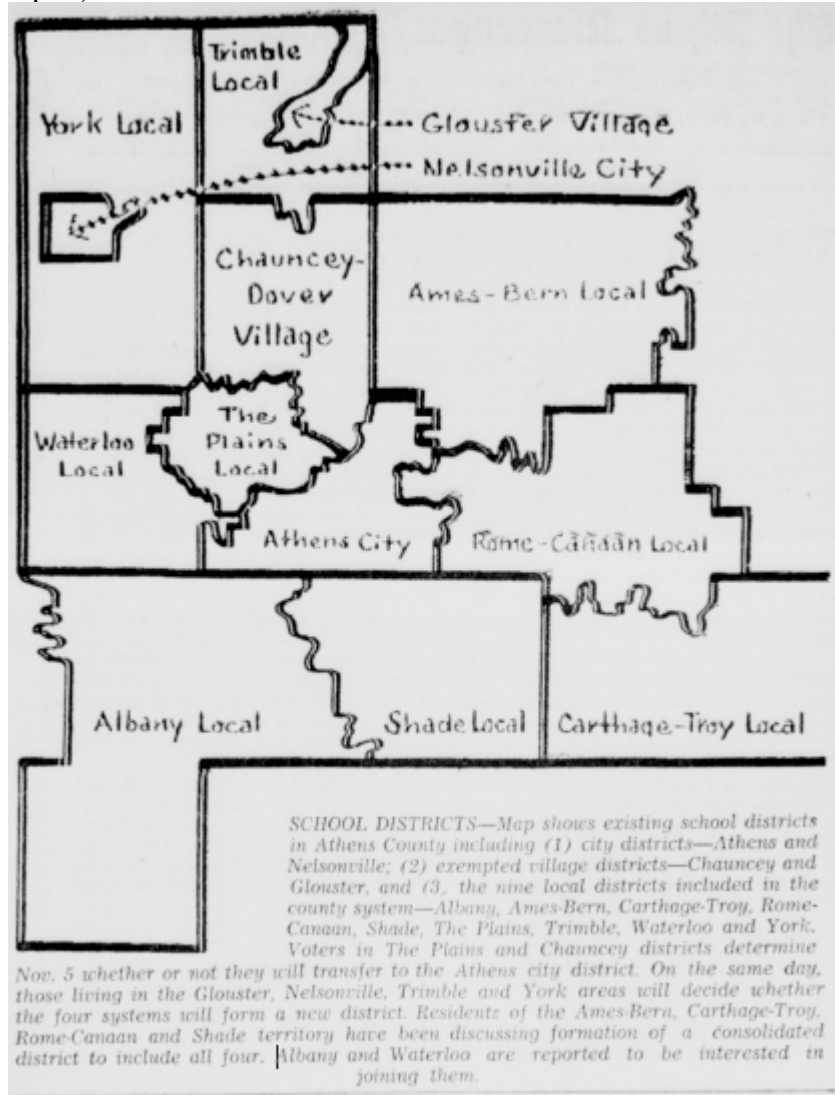 Trimble
Local
York Local
Glouster Village
Nelsonville City
Chauncey-
Dover
Village
Ames-Bern Local
The
Plains
Local
Waterloo
Local
Athens City
Rome-Canaan Local
Albany Local
Shade Local
Carthage-Troy Local
SCHOOL DISTRICTS—Map shows existing school districts
in Athens County including (1) city districts—Athens and
Nelsonville; (2) exempted village districts—Chauncey and
Glouster, and (3, the nine local districts included in the
county system—Albany, Ames-Bern, Carthage-Troy, Rome-
Canaan, Shade, The Plains, Trimble, Waterloo and York.
Voters in The Plains and Chauncey districts determine
Nov. 5 whether or not they will transfer to the Athens city district. On the same day,
those living in the Glouster, Nelsonville, Trimble and York areas will decide whether
the four systems will form a new district. Residents of the Ames-Bern, Carthage-Troy,
Rome-Canaan and Shade territory have been discussing formation of a consolidated
district to include all four. Albany and Waterloo are reported to be interested in
joining them.